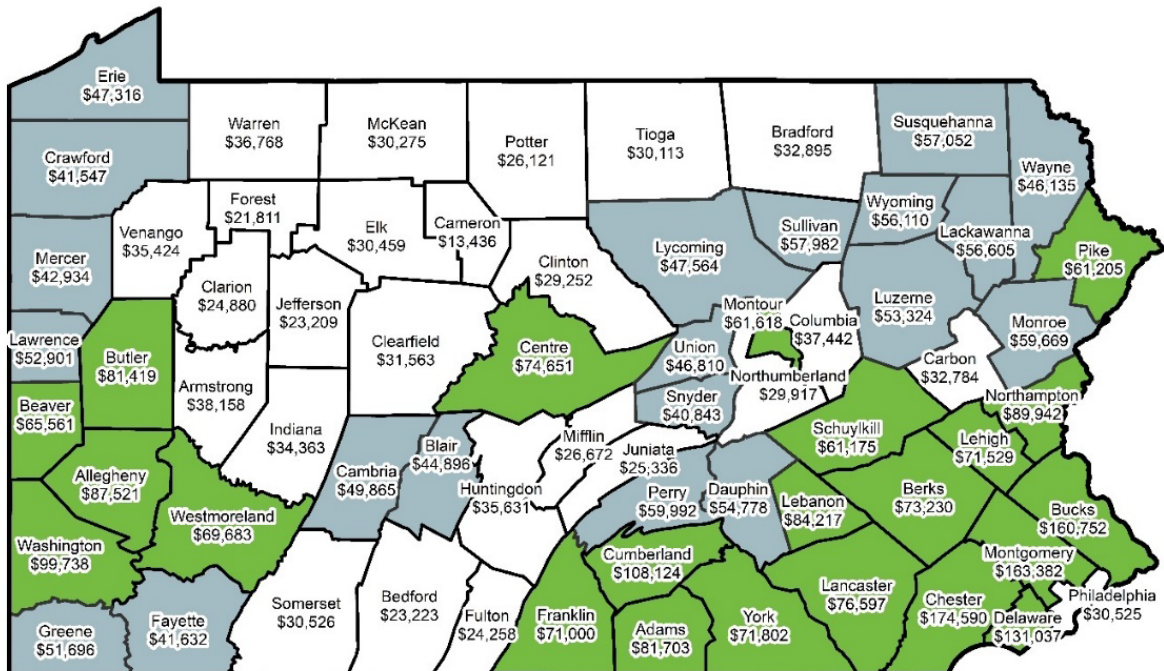 Erie
$47,316
Warren
$36,768
McKean
$30,275
Potter
$26,121
Tioga
$30,113
Bradford
$32,895
Susquehanna
$57,052
Crawford
$41,547
Wayne
$46,135
Forest
$21,811
Wyoming
$56,110
Venango
$35,424
Elk
$30,459
Cameron
$13,436
Sullivan
$57,982
Lackawanna
$56,605
Mercer
$42,934
Lycoming
$47,564
Pike
$61,205
Clinton
$29,252
Clarion
$24,880
Jefferson
$23,209
Luzerne
$53,324
Montour
$61,618
Columbia
$37,442
Monroe
$59,669
Lawrence
$52,901
Butler
$81,419
Clearfield
$31,563
Centre
$74,651
Union
$46,810
Carbon
$32,784
Armstrong
$38,158
Northumberland
$29,917
Beaver
$65,561
Snyder
$40,843
Northampton
$89,942
Indiana
$34,363
Schuylkill
$61,175
Lehigh
$71,529
Mifflin
$26,672
Juniata
$25,336
Blair
$44,896
Allegheny
$87,521
Cambria
$49,865
Huntingdon
$35,631
Perry
$59,992
Dauphin
$54,778
Lebanon
$84,217
Berks
$73,230
Bucks
$160,752
Westmoreland
$69,683
Washington
$99,738
Cumberland
$108,124
Montgomery
$163,382
Lancaster
$76,597
Philadelphia
$30,525
Somerset
$30,526
Bedford
$23,223
Fulton
$24,258
Franklin
$71,000
Adams
$81,703
York
$71,802
Chester
$174,590
Delaware
$131,037
Fayette
$41,632
Greene
$51,696